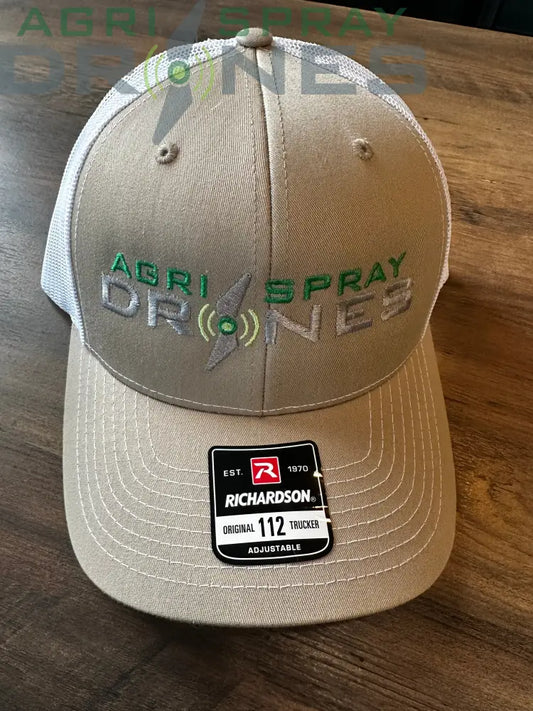 AGRI SPRAY
DRONES
AGRI SPRAY
DRONES
EST. R 1970
RICHARDSON®
ORIGINAL 112 TRUCKER
ADJUSTABLE